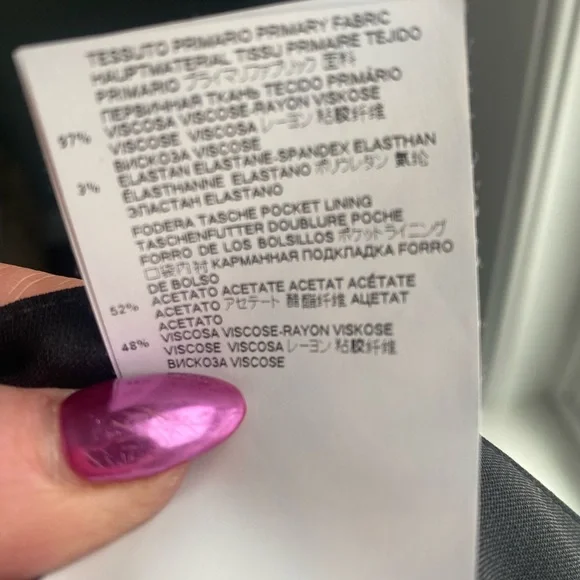 TESSUTO PRIMARIO PRIMARY FABRIC
HAUPTMATERIAL TISSU PRIMAIRE TEJIDO
PRIMARIO プライマリファブリック 面料
ПЕРВИЧНАЯ ТКАНЬ TECIDO PRIMÁRIO
97% VISCOSA VISCOSE-RAYON VISKOSE
VISCOSE VISCOSA レーヨン 粘胶纤维
ВИСКОЗА VISCOSE
3% ELASTAN ELASTANE-SPANDEX ELASTHAN
ÉLASTHANNE ELASTANO ポリウレタン 氨纶
ЭЛАСТАН ELASTANO
FODERA TASCHE POCKET LINING
TASCHENFUTTER DOUBLURE POCHE
FORRO DE LOS BOLSILLOS ポケットライニング
口袋内衬 КАРМАННАЯ ПОДКЛАДКА FORRO
DE BOLSO
52% ACETATO ACETATE ACETAT ACÉTATE
ACETATO アセテート 醋酯纤维 АЦЕТАТ
ACETATO
48% VISCOSA VISCOSE-RAYON VISKOSE
VISCOSE VISCOSA レーヨン 粘胶纤维
ВИСКОЗА VISCOSE